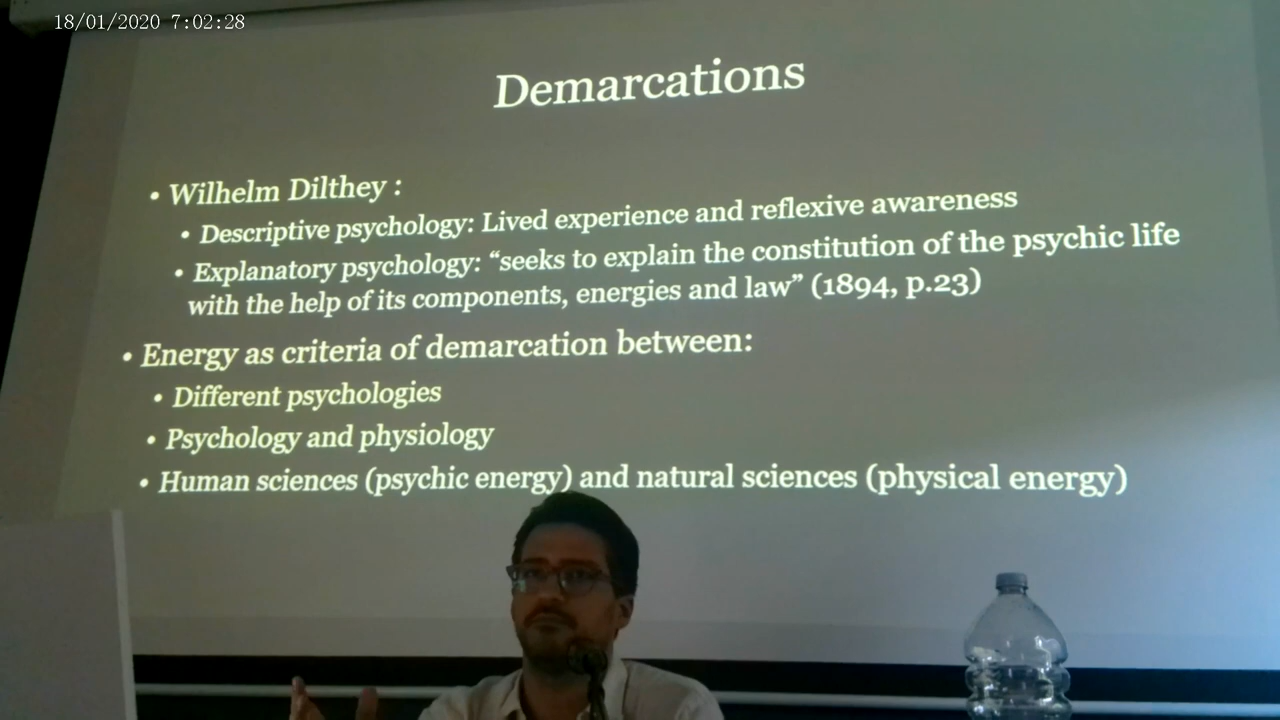 18/01/2020 7:02:28
Demarcations
• Wilhelm Dilthey :
• Descriptive psychology: Lived experience and reflexive awareness
• Explanatory psychology: “seeks to explain the constitution of the psychic life
with the help of its components, energies and law” (1894, p.23)
• Energy as criteria of demarcation between:
• Different psychologies
• Psychology and physiology
• Human sciences (psychic energy) and natural sciences (physical energy)